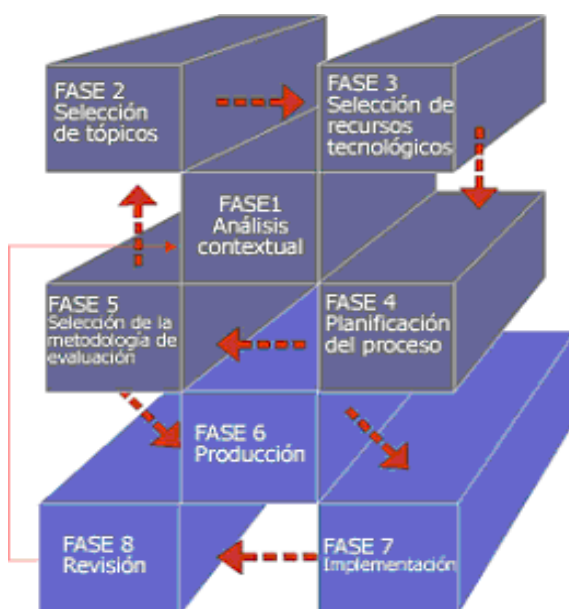 FASE 2
Selección
de tópicos
FASE 3
Selección de
recursos
tecnológicos
FASE1
Análisis
contextual
FASE 5
Selección de la
metodología de
evaluación
FASE 4
Planificación
del proceso
FASE 6
Producción
FASE 8
Revisión
FASE 7
Implementación